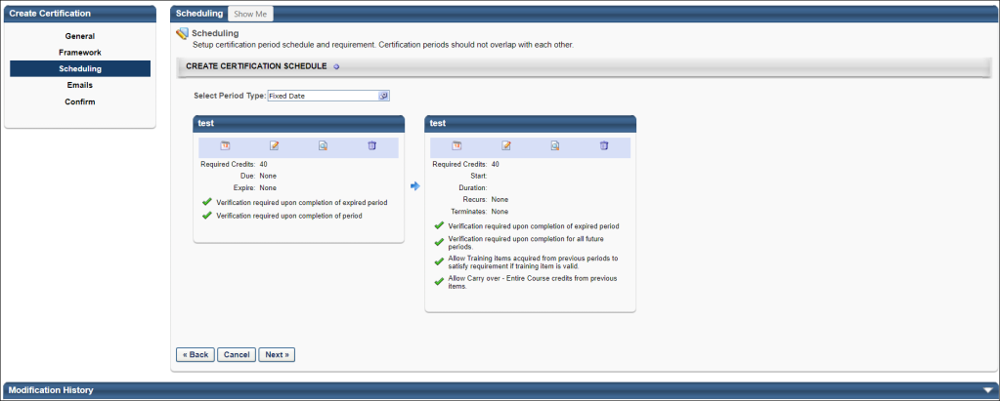 Create Certification
General
Framework
Scheduling
Emails
Confirm
Scheduling
Show Me
Scheduling
Setup certification period schedule and requirement. Certification periods should not overlap with each other.
CREATE CERTIFICATION SCHEDULE
Select Period Type: Fixed Date
test
Required Credits: 40
Due: None
Expire: None
Verification required upon completion of expired period
Verification required upon completion of period
test
Required Credits: 40
Start:
Duration:
Recurs: None
Terminates: None
Verification required upon completion of expired period
Verification required upon completion for all future
periods.
Allow Training items acquired from previous periods to
satisfy requirement if training item is valid.
Allow Carry over - Entire Course credits from previous
items.
« Back
Cancel
Next »
Modification History